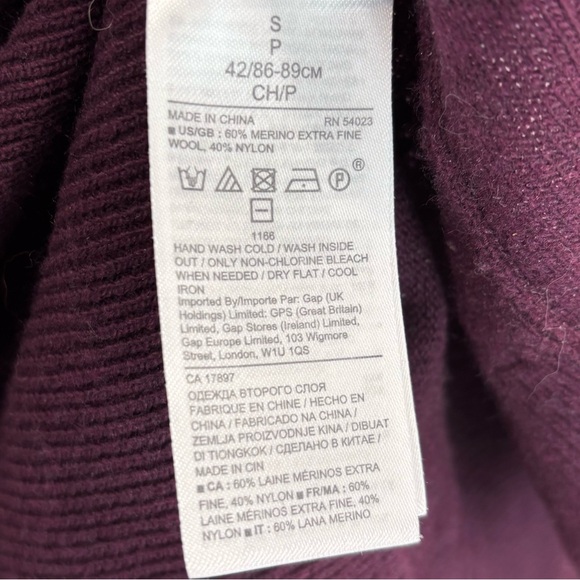 S
P
42/86-89CM
CH/P
MADE IN CHINA RN 54023
■ US/GB : 60% MERINO EXTRA FINE
WOOL, 40% NYLON
P ®
1166
HAND WASH COLD / WASH INSIDE
OUT / ONLY NON-CHLORINE BLEACH
WHEN NEEDED / DRY FLAT / COOL
IRON
Imported By/Importe Par: Gap (UK
Holdings) Limited: GPS (Great Britain)
Limited, Gap Stores (Ireland) Limited,
Gap Europe Limited, 103 Wigmore
Street, London, W1U 1QS
CA 17897
ОДЕЖДА ВТОРОГО СЛОЯ
FABRIQUE EN CHINE / HECHO EN
CHINA / FABRICADO NA CHINA /
ZEMLJA PROIZVODNJE KINA / DIBUAT
DI TIONGKOK / СДЕЛАНО В КИТАЕ /
MADE IN CIN
■ CA : 60% LAINE MÉRINOS EXTRA
FINE, 40% NYLON ■ FR/MA : 60%
LAINE MÉRINOS EXTRA FINE, 40%
NYLON ■ IT : 60% LANA MERINO